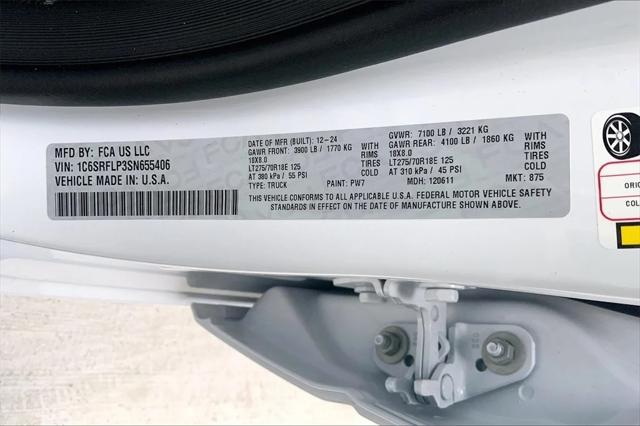 MFD BY: FCA US LLC
VIN: 1C6SRFLP3SN655406
VEHICLE MADE IN U.S.A.
DATE OF MFR (BUILT): 12-24
GAWR FRONT: 3900 LB / 1770 KG
18X8.0 RIMS
LT275/70R18E 125 TIRES
AT 380 kPa / 55 PSI COLD
TYPE: TRUCK PAINT: PW7
GVWR: 7100 LB / 3221 KG
GAWR REAR: 4100 LB / 1860 KG
18X8.0 RIMS
LT275/70R18E 125 TIRES
AT 310 kPa / 45 PSI COLD
MDH: 120611 MKT: 875
THIS VEHICLE CONFORMS TO ALL APPLICABLE U.S.A. FEDERAL MOTOR VEHICLE SAFETY
STANDARDS IN EFFECT ON THE DATE OF MANUFACTURE SHOWN ABOVE.
ORIG
COL